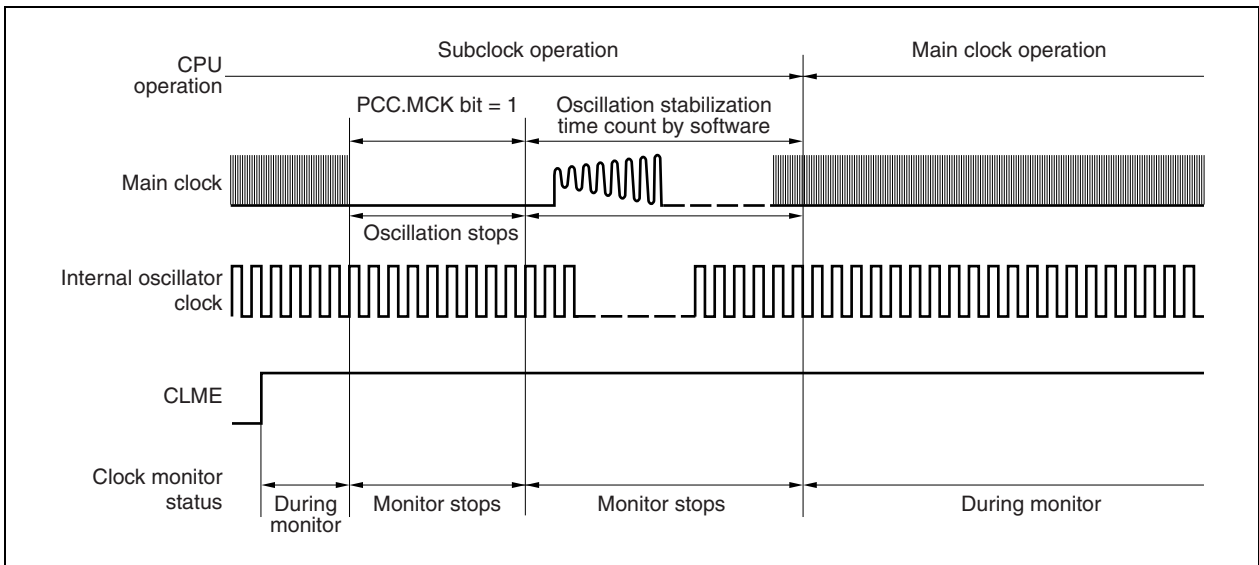 Subclock operation
Main clock operation
CPU
operation
PCC.MCK bit = 1
Oscillation stabilization
time count by software
Main clock
Oscillation stops
Internal oscillator
clock
CLME
Clock monitor
status
During
monitor
Monitor stops
Monitor stops
During monitor